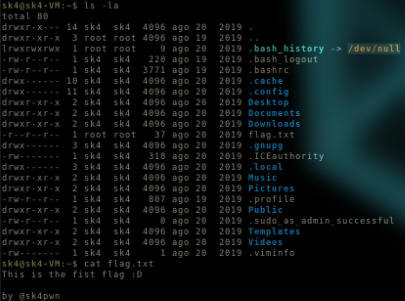 sk4@sk4-VM:~$ ls -la
total 80
drwxr-x--- 14 sk4  sk4  4096 ago 20  2019 .
drwxr-xr-x  3 root root 4096 ago 19  2019 ..
lrwxrwxrwx  1 root root    9 ago 20  2019 .bash_history -> /dev/null
-rw-r--r--  1 sk4  sk4   220 ago 19  2019 .bash_logout
-rw-r--r--  1 sk4  sk4  3771 ago 19  2019 .bashrc
drwx------ 10 sk4  sk4  4096 ago 20  2019 .cache
drwx------ 11 sk4  sk4  4096 ago 20  2019 .config
drwxr-xr-x  2 sk4  sk4  4096 ago 20  2019 Desktop
drwxr-xr-x  2 sk4  sk4  4096 ago 20  2019 Documents
drwxr-xr-x  2 sk4  sk4  4096 ago 20  2019 Downloads
-r--r--r--  1 root root   37 ago 20  2019 flag.txt
drwx------  3 sk4  sk4  4096 ago 20  2019 .gnupg
-rw-------  1 sk4  sk4   318 ago 20  2019 .ICEauthority
drwx------  3 sk4  sk4  4096 ago 20  2019 .local
drwxr-xr-x  2 sk4  sk4  4096 ago 20  2019 Music
drwxr-xr-x  2 sk4  sk4  4096 ago 20  2019 Pictures
-rw-r--r--  1 sk4  sk4   807 ago 19  2019 .profile
drwxr-xr-x  2 sk4  sk4  4096 ago 20  2019 Public
-rw-r--r--  1 sk4  sk4     0 ago 20  2019 .sudo_as_admin_successful
drwxr-xr-x  2 sk4  sk4  4096 ago 20  2019 Templates
drwxr-xr-x  2 sk4  sk4  4096 ago 20  2019 Videos
-rw-------  1 sk4  sk4     1 ago 20  2019 .viminfo
sk4@sk4-VM:~$ cat flag.txt
This is the fist flag :D
by @sk4pwn